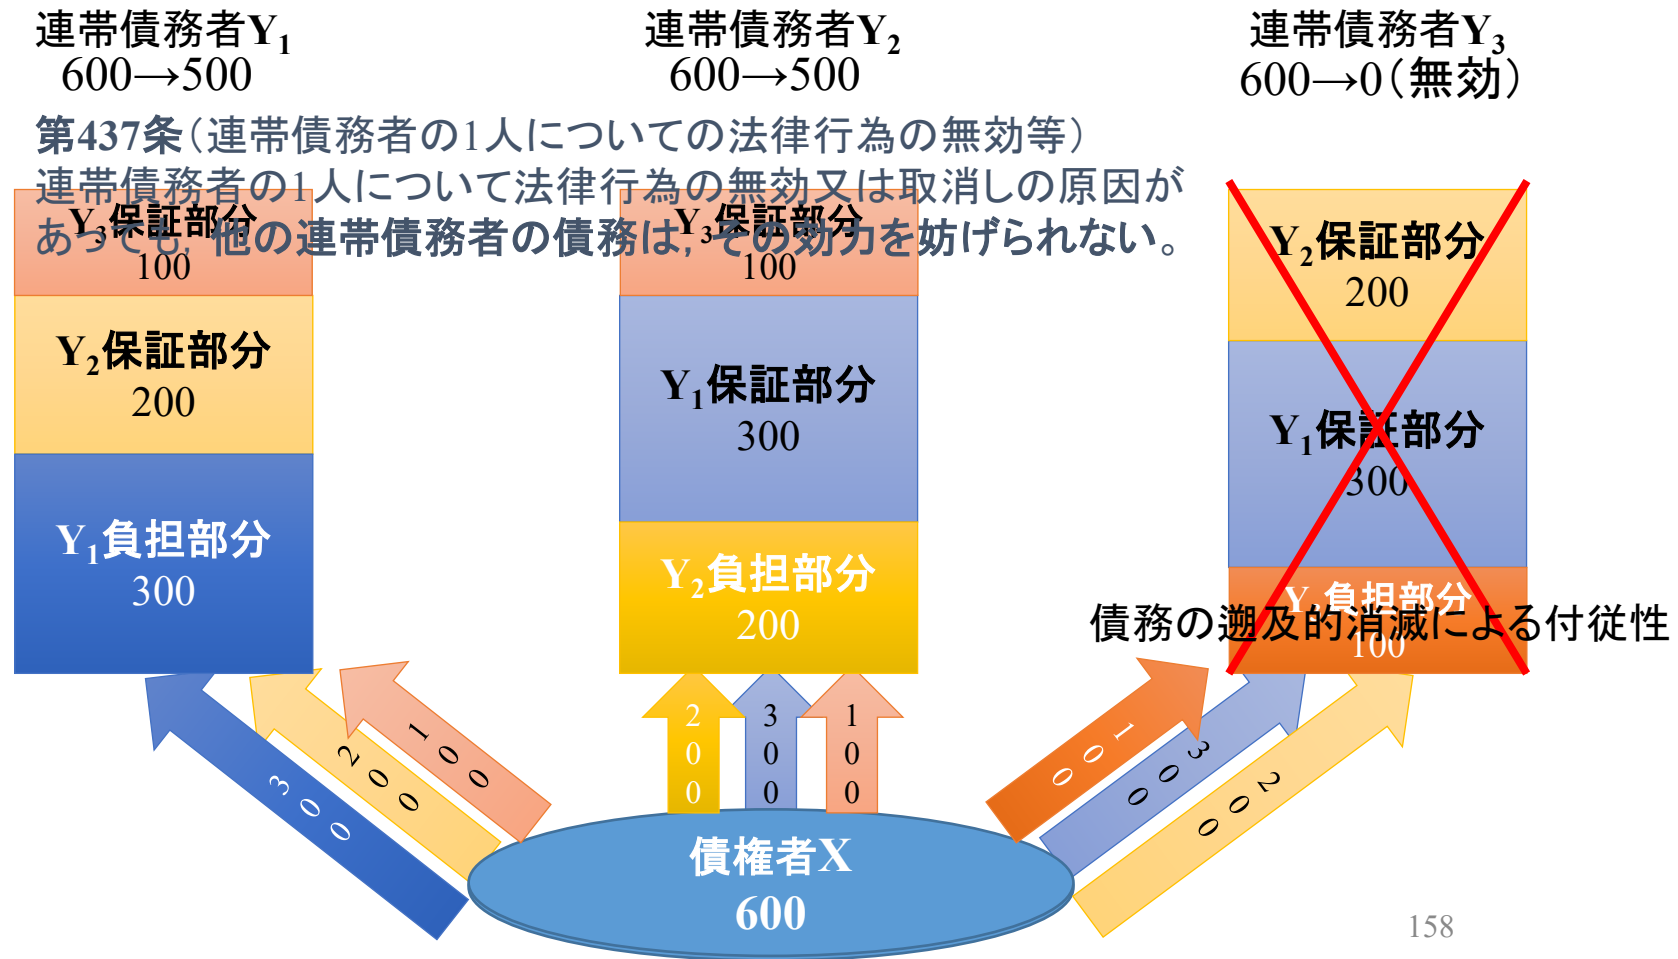 連帯債務者Y1
600→500
連帯債務者Y2
600→500
連帯債務者Y3
600→0(無効)
第437条(連帯債務者の1人についての法律行為の無効等)
連帯債務者の1人について法律行為の無効又は取消しの原因が
あっても, 他の連帯債務者の債務は, その効力を妨げられない。
Y3保証部分
100
Y2保証部分
200
Y1負担部分
300
Y3保証部分
100
Y1保証部分
300
Y2負担部分
200
Y2保証部分
200
Y1保証部分
300
Y3負担部分
100
債務の遡及的消滅による付従性
300
200
100
200
300
100
100
300
200
債権者X
600
158